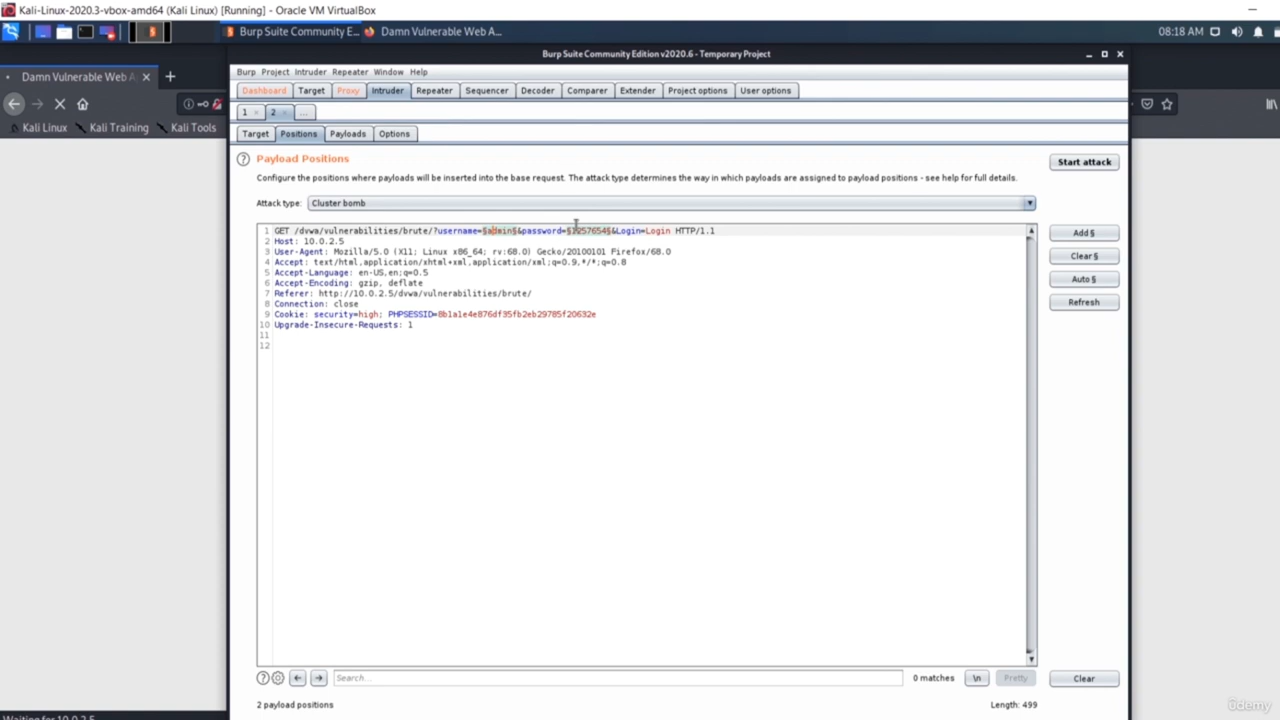 Kali-Linux-2020.3-vbox-amd64 (Kali Linux) [Running] - Oracle VM VirtualBox
Burp Suite Community E... Damn Vulnerable Web A... 08:18 AM
Burp Suite Community Edition v2020.6 - Temporary Project
Damn Vulnerable Web A
Burp Project Intruder Repeater Window Help
Dashboard Target Proxy Intruder Repeater Sequencer Decoder Comparer Extender Project options User options
1 × 2 × ...
Kali Linux Kali Training Kali Tools
Target Positions Payloads Options
? Payload Positions
Start attack
Configure the positions where payloads will be inserted into the base request. The attack type determines the way in which payloads are assigned to payload positions - see help for full details.
Attack type: Cluster bomb
1 GET /dvwa/vulnerabilities/brute/?username=§admin§&password=§1257654§&Login=Login HTTP/1.1
2 Host: 10.0.2.5
3 User-Agent: Mozilla/5.0 (X11; Linux x86_64; rv:68.0) Gecko/20100101 Firefox/68.0
4 Accept: text/html,application/xhtml+xml,application/xml;q=0.9,*/*;q=0.8
5 Accept-Language: en-US,en;q=0.5
6 Accept-Encoding: gzip, deflate
7 Referer: http://10.0.2.5/dvwa/vulnerabilities/brute/
8 Connection: close
9 Cookie: security=high; PHPSESSID=8b1a1e4e876df35fb2eb29785f20632e
10 Upgrade-Insecure-Requests: 1
11
12
Add §
Clear §
Auto §
Refresh
? Search... 0 matches \n Pretty Clear
2 payload positions Length: 499
ûdemy
Waiting for 10.0.2.5